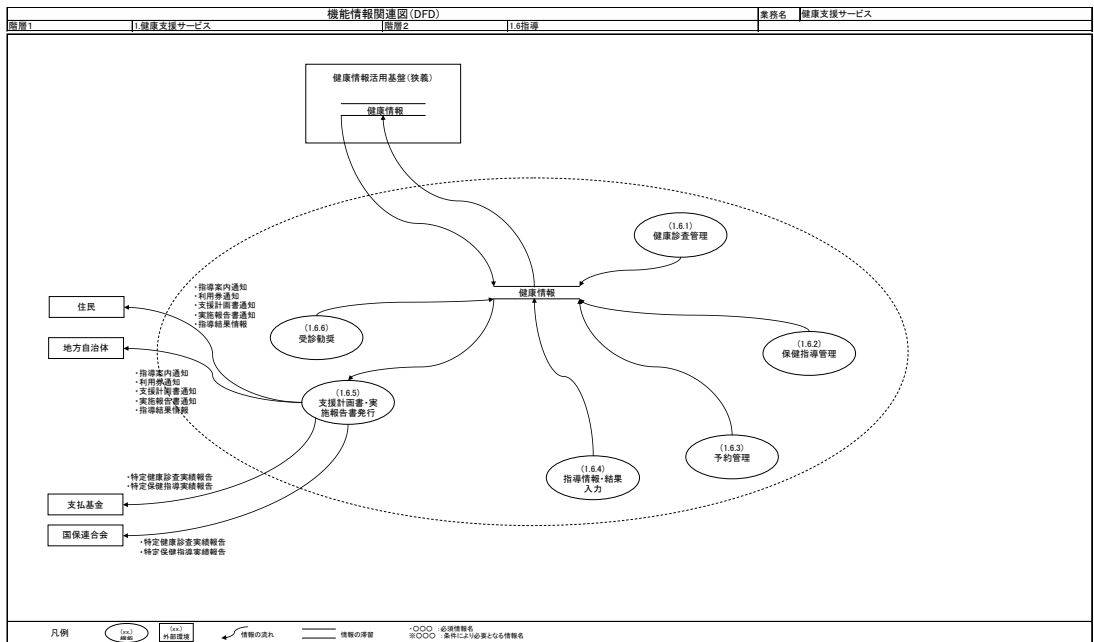 機能情報関連図(DFD)
業務名
健康支援サービス
階層1
1.健康支援サービス
階層2
1.6指導
健康情報活用基盤(狭義)
健康情報
(1.6.1)
健康診査管理
健康情報
・指導案内通知
・利用券通知
・支援計画書通知
・実施報告書通知
・指導結果情報
住民
(1.6.6)
受診勧奨
(1.6.2)
保健指導管理
地方自治体
・指導案内通知
・利用券通知
・支援計画書通知
・実施報告書通知
・指導結果情報
(1.6.5)
支援計画書・実
施報告書発行
(1.6.3)
予約管理
(1.6.4)
指導情報・結果
入力
・特定健康診査実績報告
・特定保健指導実績報告
支払基金
国保連合会
・特定健康診査実績報告
・特定保健指導実績報告
凡例
(xx.)
機能
(xx.)
外部環境
情報の流れ
情報の滞留
・〇〇〇 :必須情報名
※〇〇〇 :条件により必要となる情報名